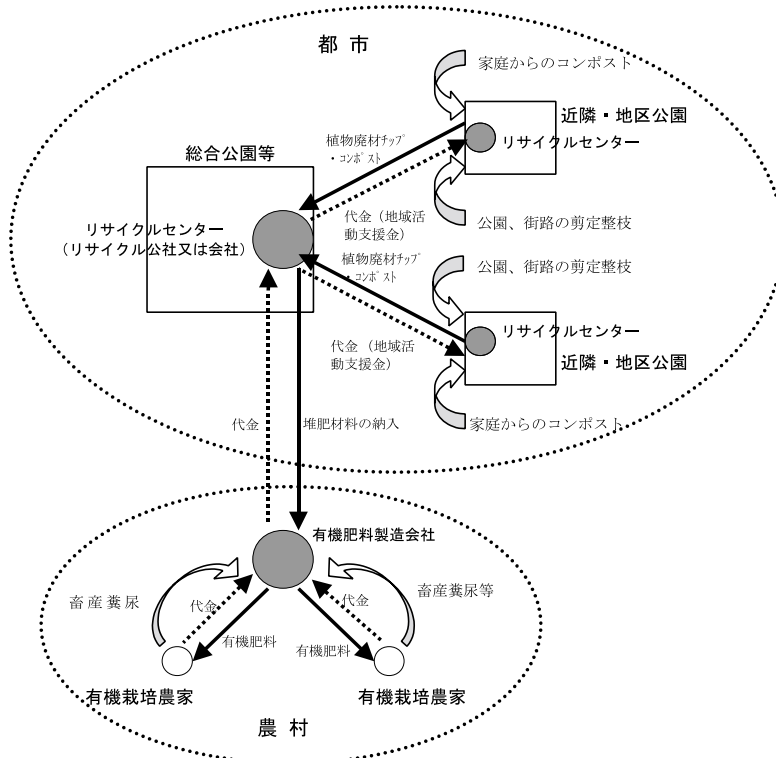 都 市
家庭からのコンポスト
近隣・地区公園
リサイクルセンター
植物廃材チップ
・コンポスト
総合公園等
公園、街路の剪定整枝
代金（地域活
動支援金）
リサイクルセンター
（リサイクル公社又は会社）
植物廃材チップ
・コンポスト
公園、街路の剪定整枝
リサイクルセンター
代金（地域活
動支援金）
近隣・地区公園
代金
堆肥材料の納入
家庭からのコンポスト
有機肥料製造会社
畜産糞尿
代金
代金
畜産糞尿等
有機肥料
有機肥料
有機栽培農家
有機栽培農家
農 村